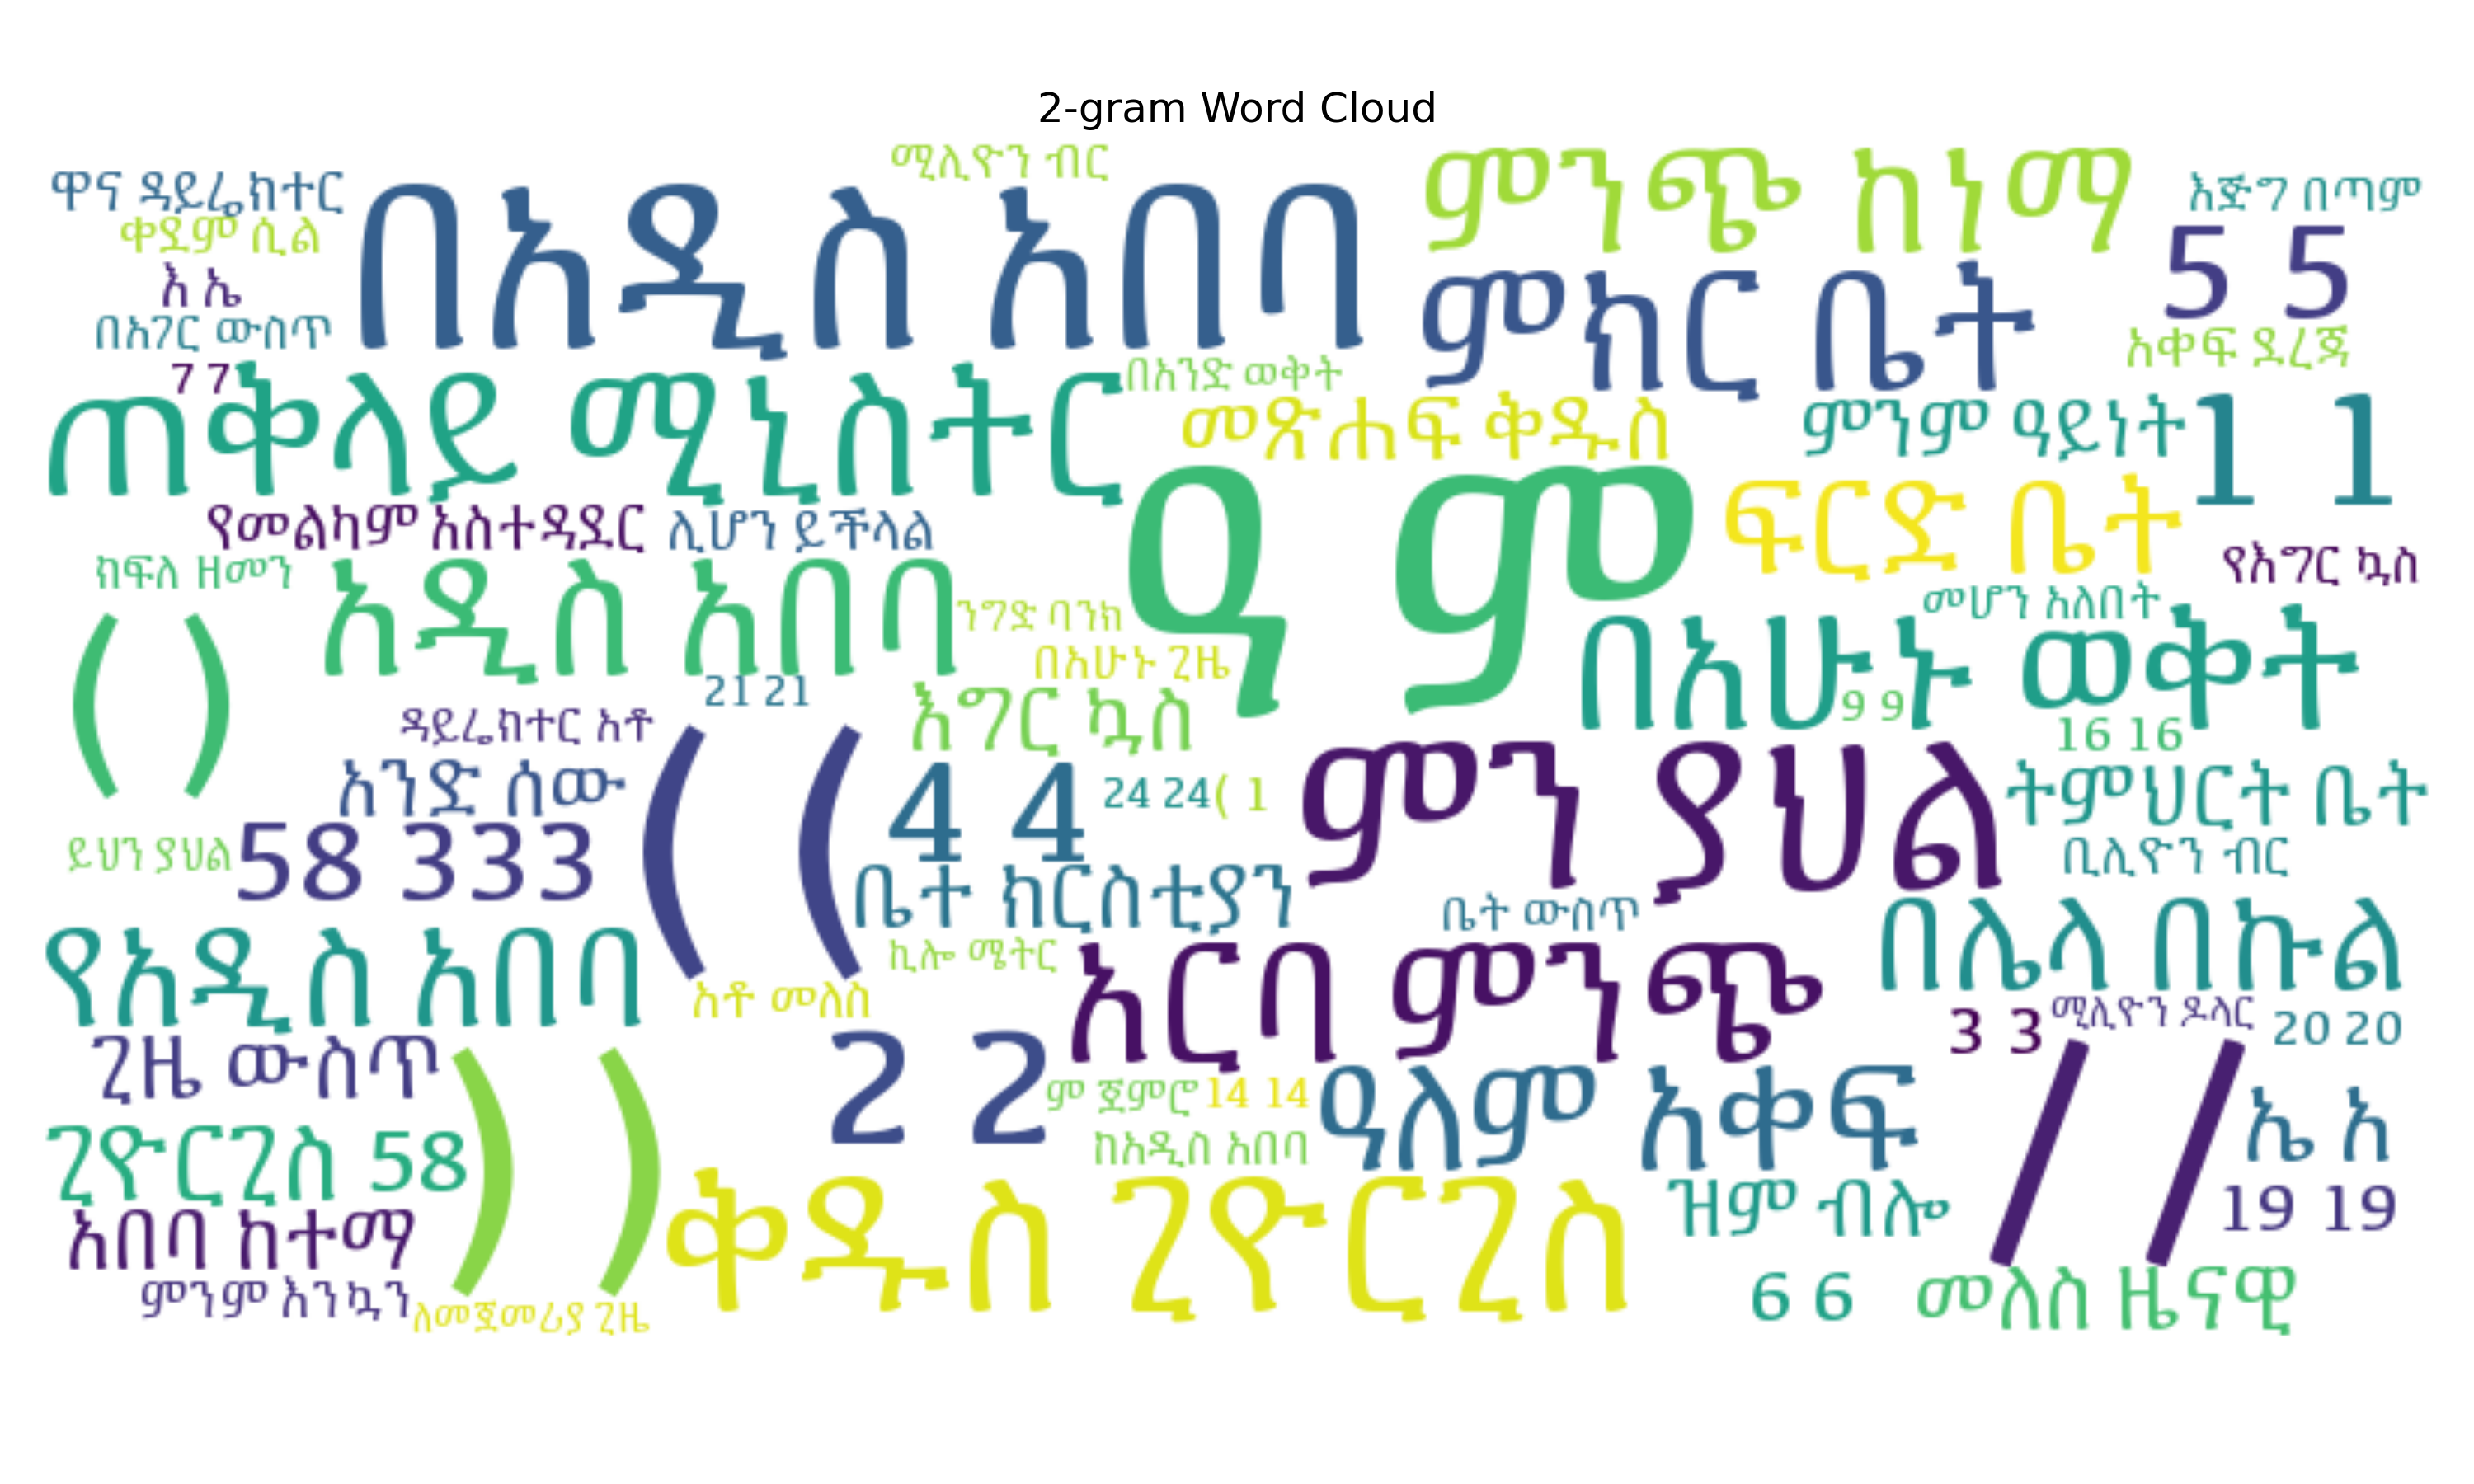 2-gram Word Cloud
ሚሊዮን ብር
ምንጭ ከነማ
ዋና ዳይሬክተር
በአዲስ አበባ
እጅግ በጣም
ቀደም ሲል
5 5
እ ኤ
ምክር ቤት
በአገር ውስጥ
አቀፍ ደረጃ
7 7
በአንድ ወቅት
ጠቅላይ ሚኒስትር
መጽሐፍ ቅዱስ
ምንም ዓይነት
11 11
የመልካም አስተዳደር
ሊሆን ይችላል
ዓ ም
ፍርድ ቤት
ክፍለ ዘመን
የእግር ኳስ
አዲስ አበባ
ንግድ ባንክ
መሆን አለበት
( )
በአሁኑ ጊዜ
በአሁኑ ወቅት
21 21
9 9
እግር ኳስ
ዳይሬክተር አቶ
16 16
አንድ ሰው
( (
4 4
24 24
( 1
ምን ያህል
ትምህርት ቤት
ይህን ያህል
58 333
ቤት ክርስቲያን
ቢሊዮን ብር
ቤት ውስጥ
የአዲስ አበባ
ኪሎ ሜትር
በሌላ በኩል
አቶ መለስ
አርባ ምንጭ
3 3
ሚሊዮን ዶላር
20 20
ጊዜ ውስጥ
2 2
ም ጀምሮ
14 14
ዓለም አቀፍ
/ /
ኤ አ
ጊዮርጊስ 58
) )
ከአዲስ አበባ
ቅዱስ ጊዮርጊስ
ዝም ብሎ
19 19
አበባ ከተማ
ምንም እንኳን
ለመጀመሪያ ጊዜ
6 6
መለስ ዜናዊ